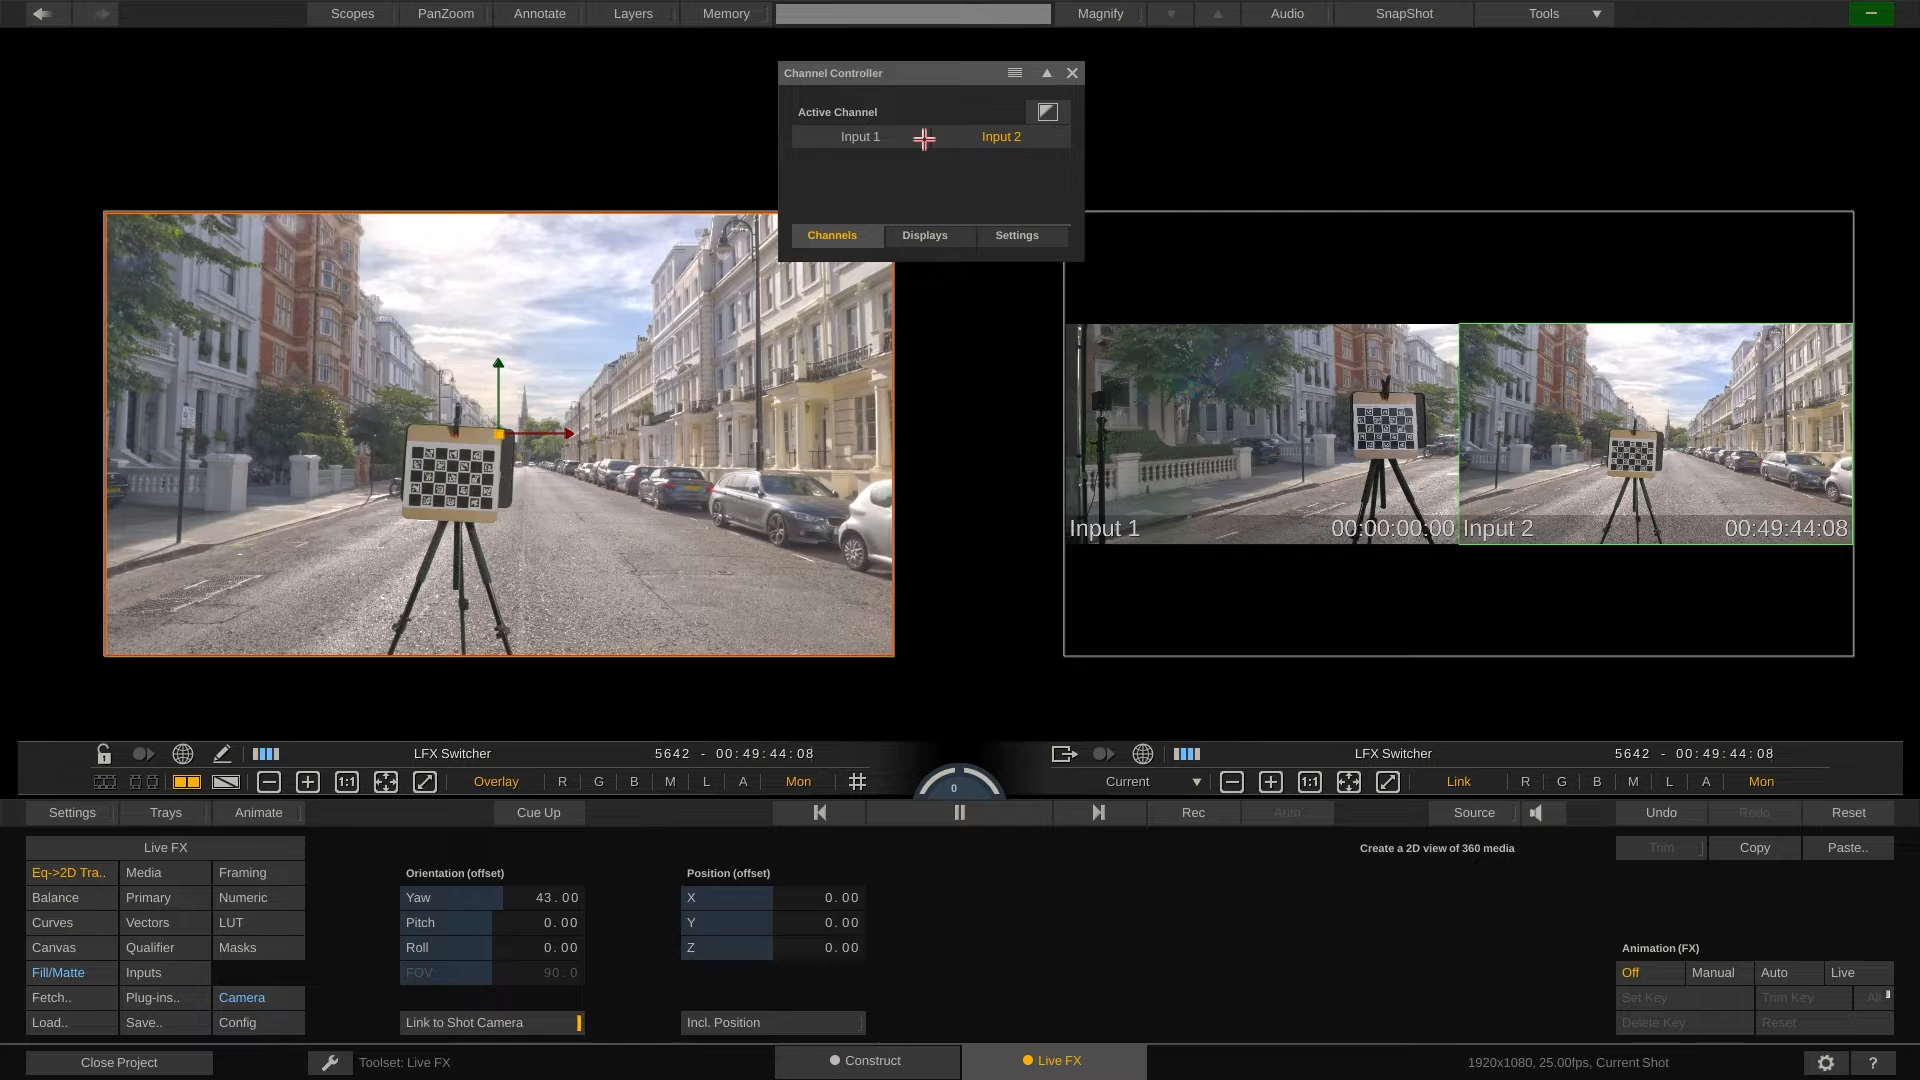 Scopes PanZoom Annotate Layers Memory Magnify Audio SnapShot Tools
Channel Controller
Active Channel
Input 1 Input 2
Channels Displays Settings
Input 1 00:00:00:00 Input 2 00:49:44:08
LFX Switcher 5642 - 00:49:44:08 LFX Switcher 5642 - 00:49:44:08
1:1 Overlay R G B M L A Mon 0 Current 1:1 Link R G B M L A Mon
Settings Trays Animate Cue Up Rec Auto Source Undo Redo Reset
Live FX Create a 2D view of 360 media Trim Copy Paste..
Eq->2D Tra.. Media Framing Orientation (offset) Position (offset)
Balance Primary Numeric Yaw 43.00 X 0.00
Curves Vectors LUT Pitch 0.00 Y 0.00
Canvas Qualifier Masks Roll 0.00 Z 0.00 Animation (FX)
Fill/Matte Inputs FOV 90.0 Off Manual Auto Live
Fetch.. Plug-ins.. Camera Set Key Trim Key All
Load.. Save.. Config Link to Shot Camera Incl. Position Delete Key Reset
Close Project Toolset: Live FX Construct Live FX 1920x1080, 25.00fps, Current Shot ?